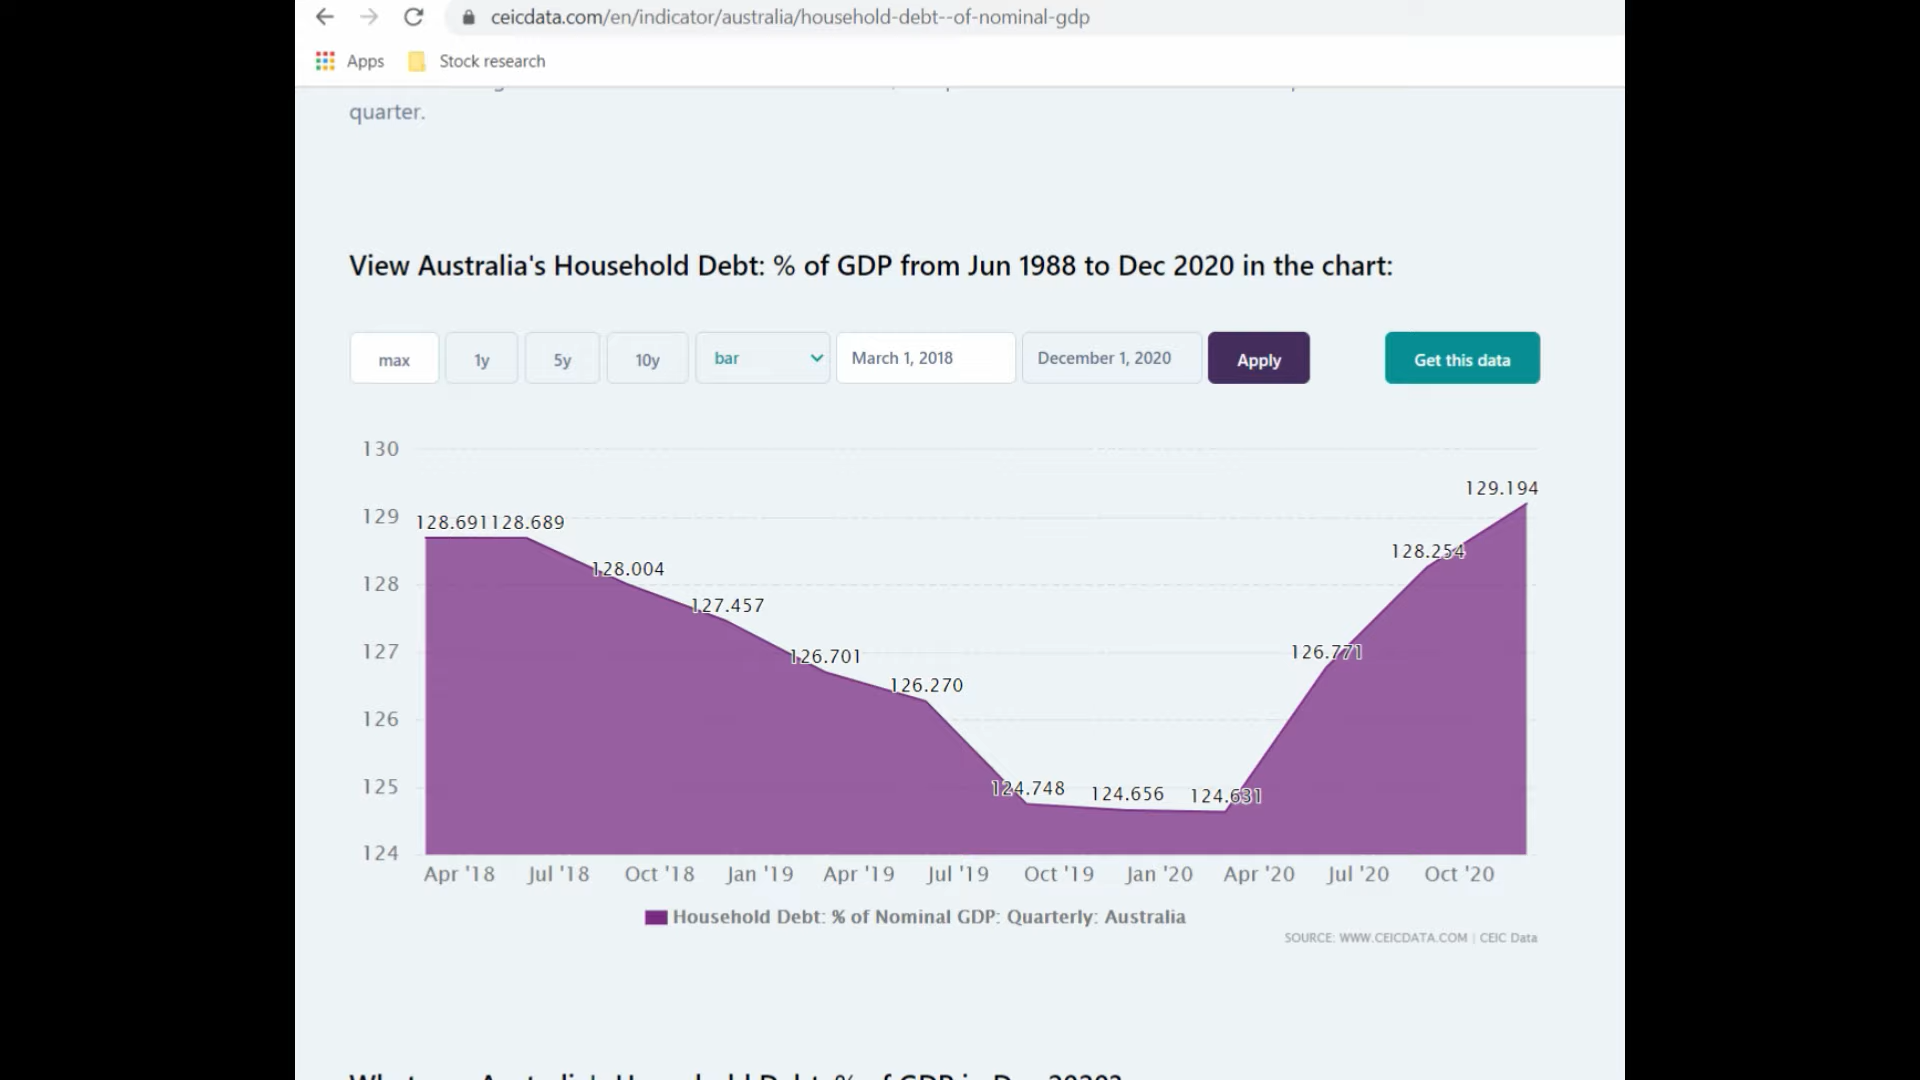 ceicdata.com/en/indicator/australia/household-debt--of-nominal-gdp
Apps Stock research
quarter.
View Australia's Household Debt: % of GDP from Jun 1988 to Dec 2020 in the chart:
max 1y 5y 10y bar March 1, 2018 December 1, 2020 Apply Get this data
130
129
128
127
126
125
124
128.691 128.689 128.004 127.457 126.701 126.270 124.748 124.656 124.631 126.771 128.254 129.194
Apr '18 Jul '18 Oct '18 Jan '19 Apr '19 Jul '19 Oct '19 Jan '20 Apr '20 Jul '20 Oct '20
Household Debt: % of Nominal GDP: Quarterly: Australia
SOURCE: WWW.CEICDATA.COM | CEIC Data